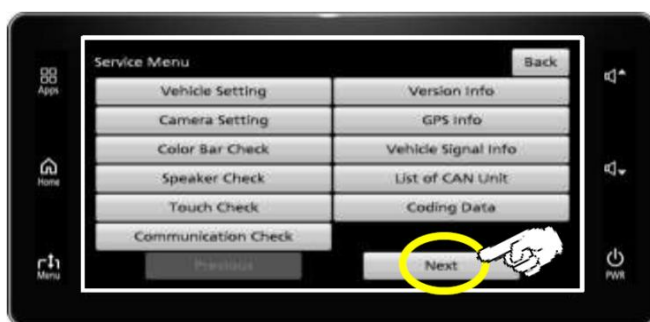 Service Menu
Back
Apps
Vehicle Setting
Version Info
Camera Setting
GPS Info
Color Bar Check
Vehicle Signal Info
Home
Speaker Check
List of CAN Unit
Touch Check
Coding Data
Communication Check
Menu
Previous
Next
PWR